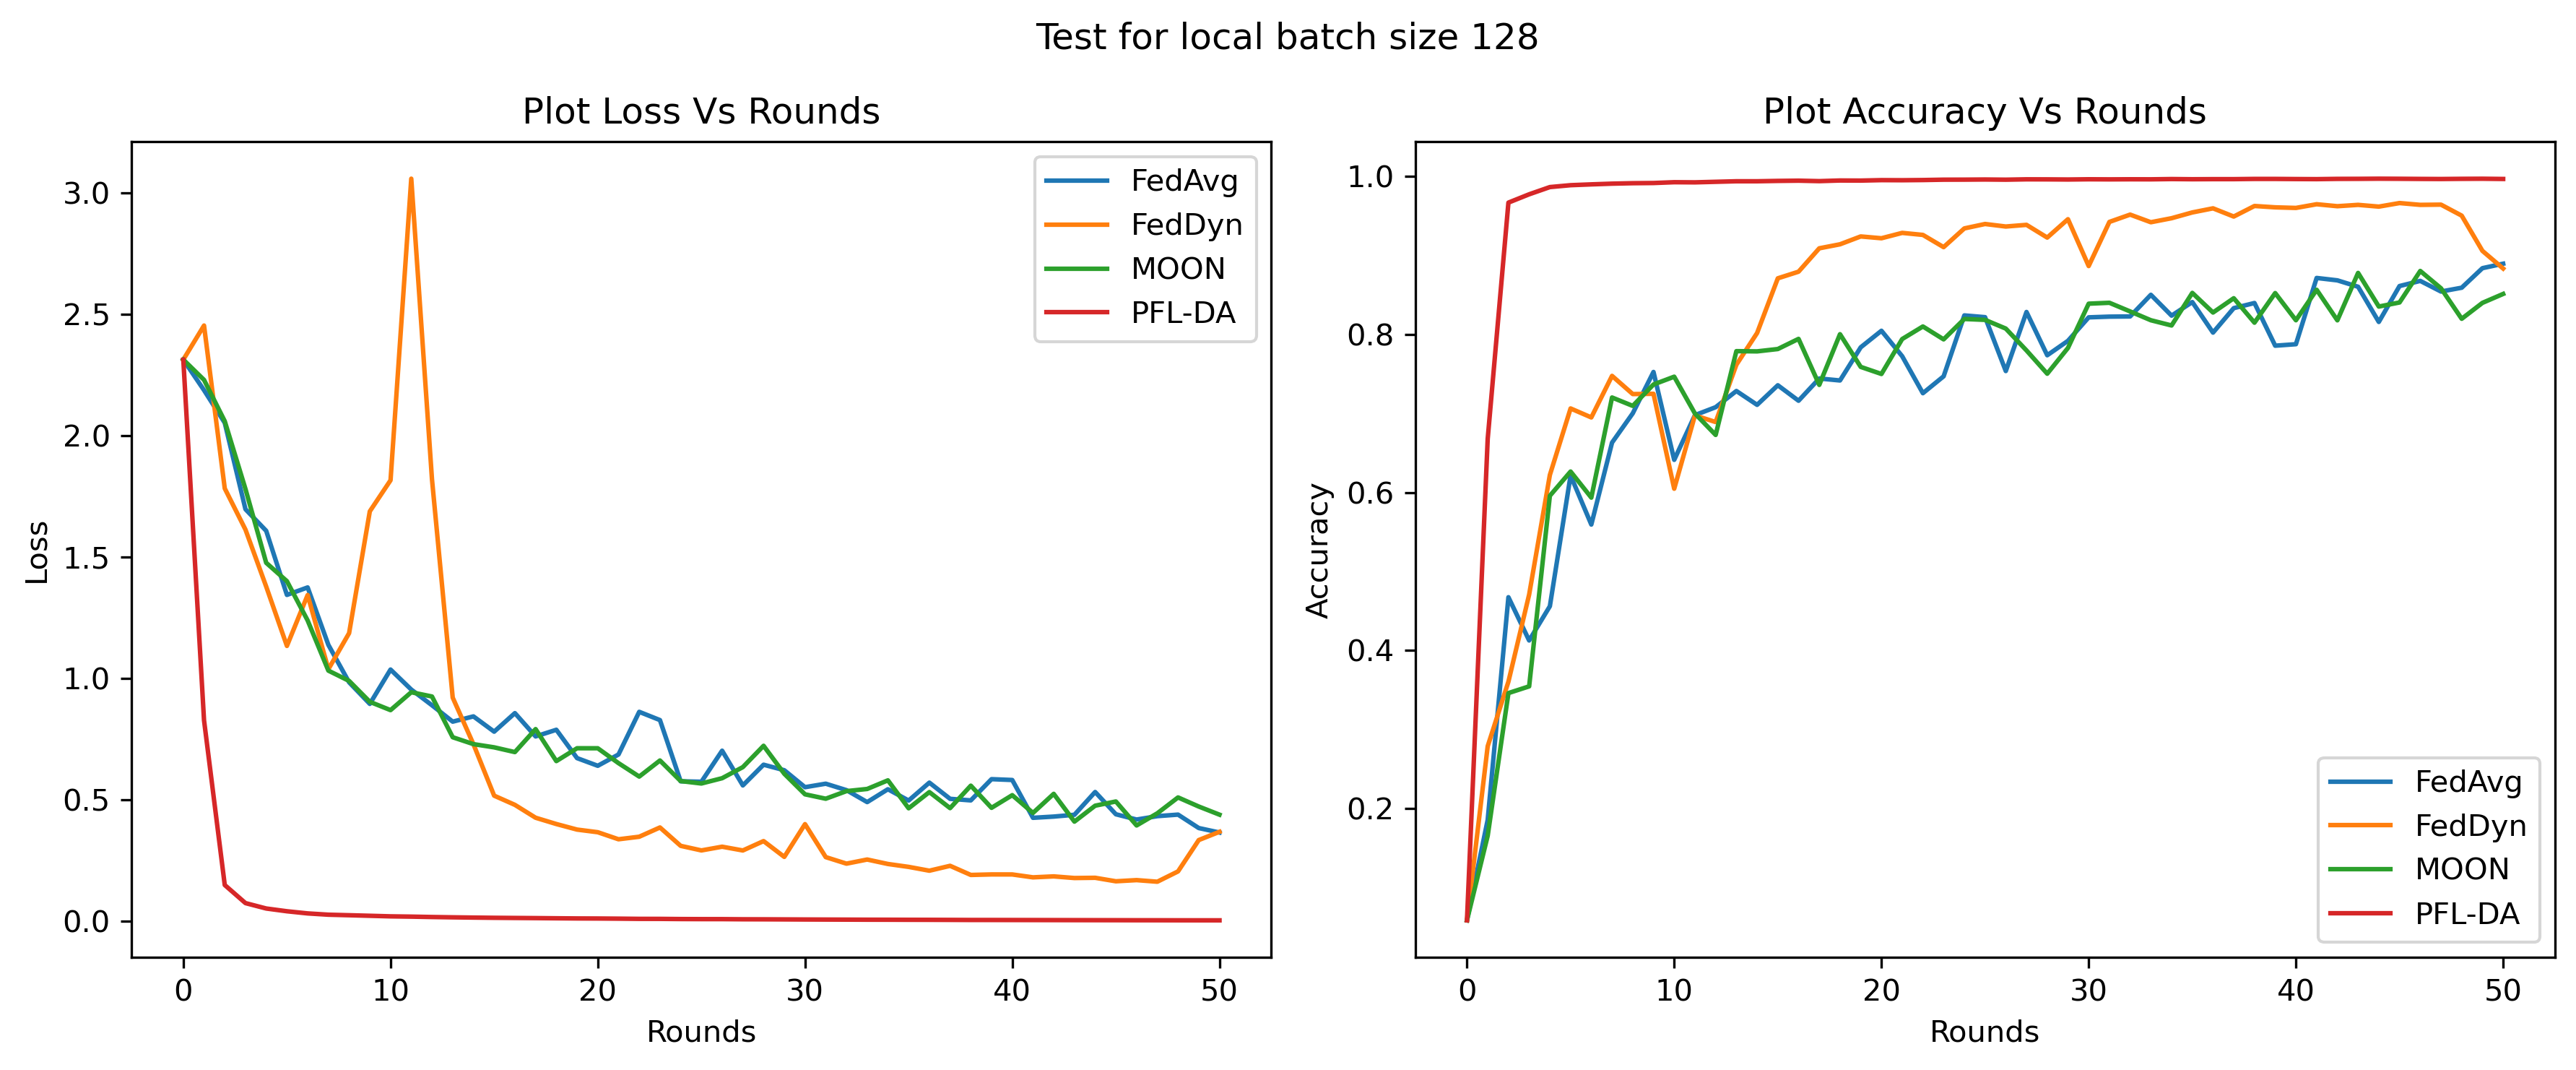 Test for local batch size 128
Plot Loss Vs Rounds
3.0
2.5
2.0
1.5
1.0
0.5
0.0
Loss
0 10 20 30 40 50
Rounds
FedAvg
FedDyn
MOON
PFL-DA
Plot Accuracy Vs Rounds
1.0
0.8
0.6
0.4
0.2
Accuracy
0 10 20 30 40 50
Rounds
FedAvg
FedDyn
MOON
PFL-DA